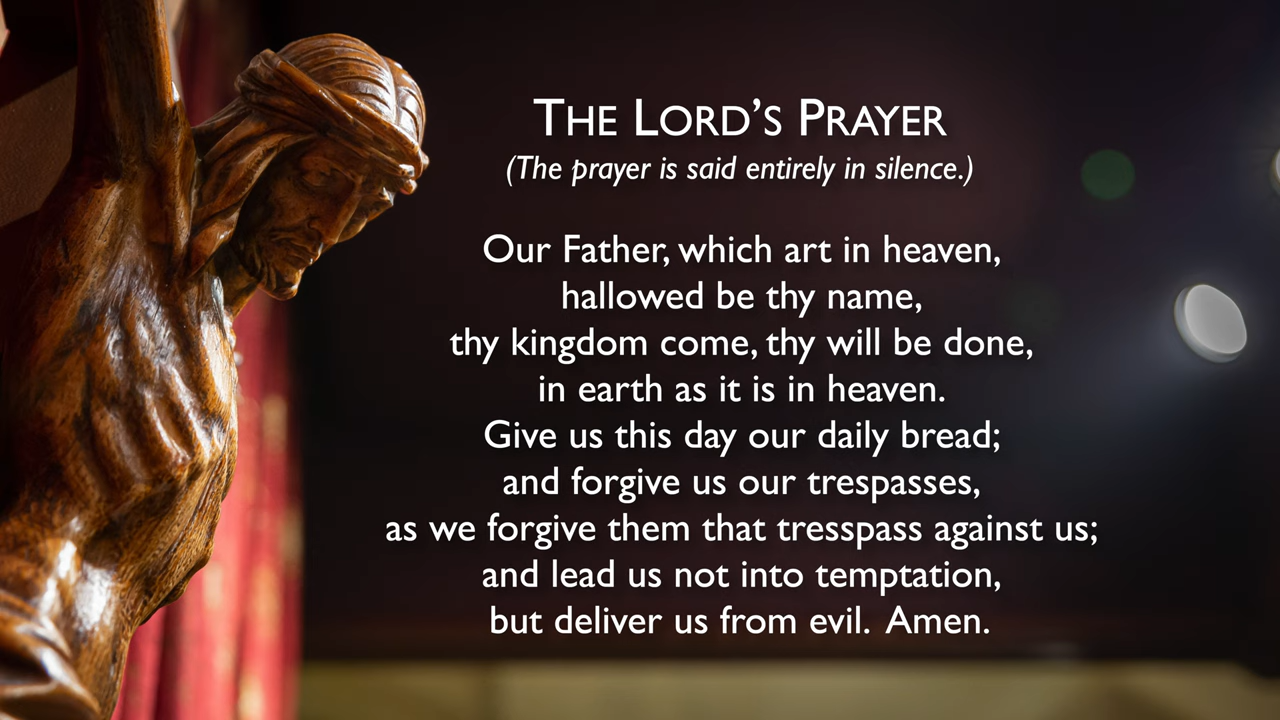 THE LORD'S PRAYER
(The prayer is said entirely in silence.)
Our Father, which art in heaven,
hallowed be thy name,
thy kingdom come, thy will be done,
in earth as it is in heaven.
Give us this day our daily bread;
and forgive us our trespasses,
as we forgive them that tresspass against us;
and lead us not into temptation,
but deliver us from evil. Amen.